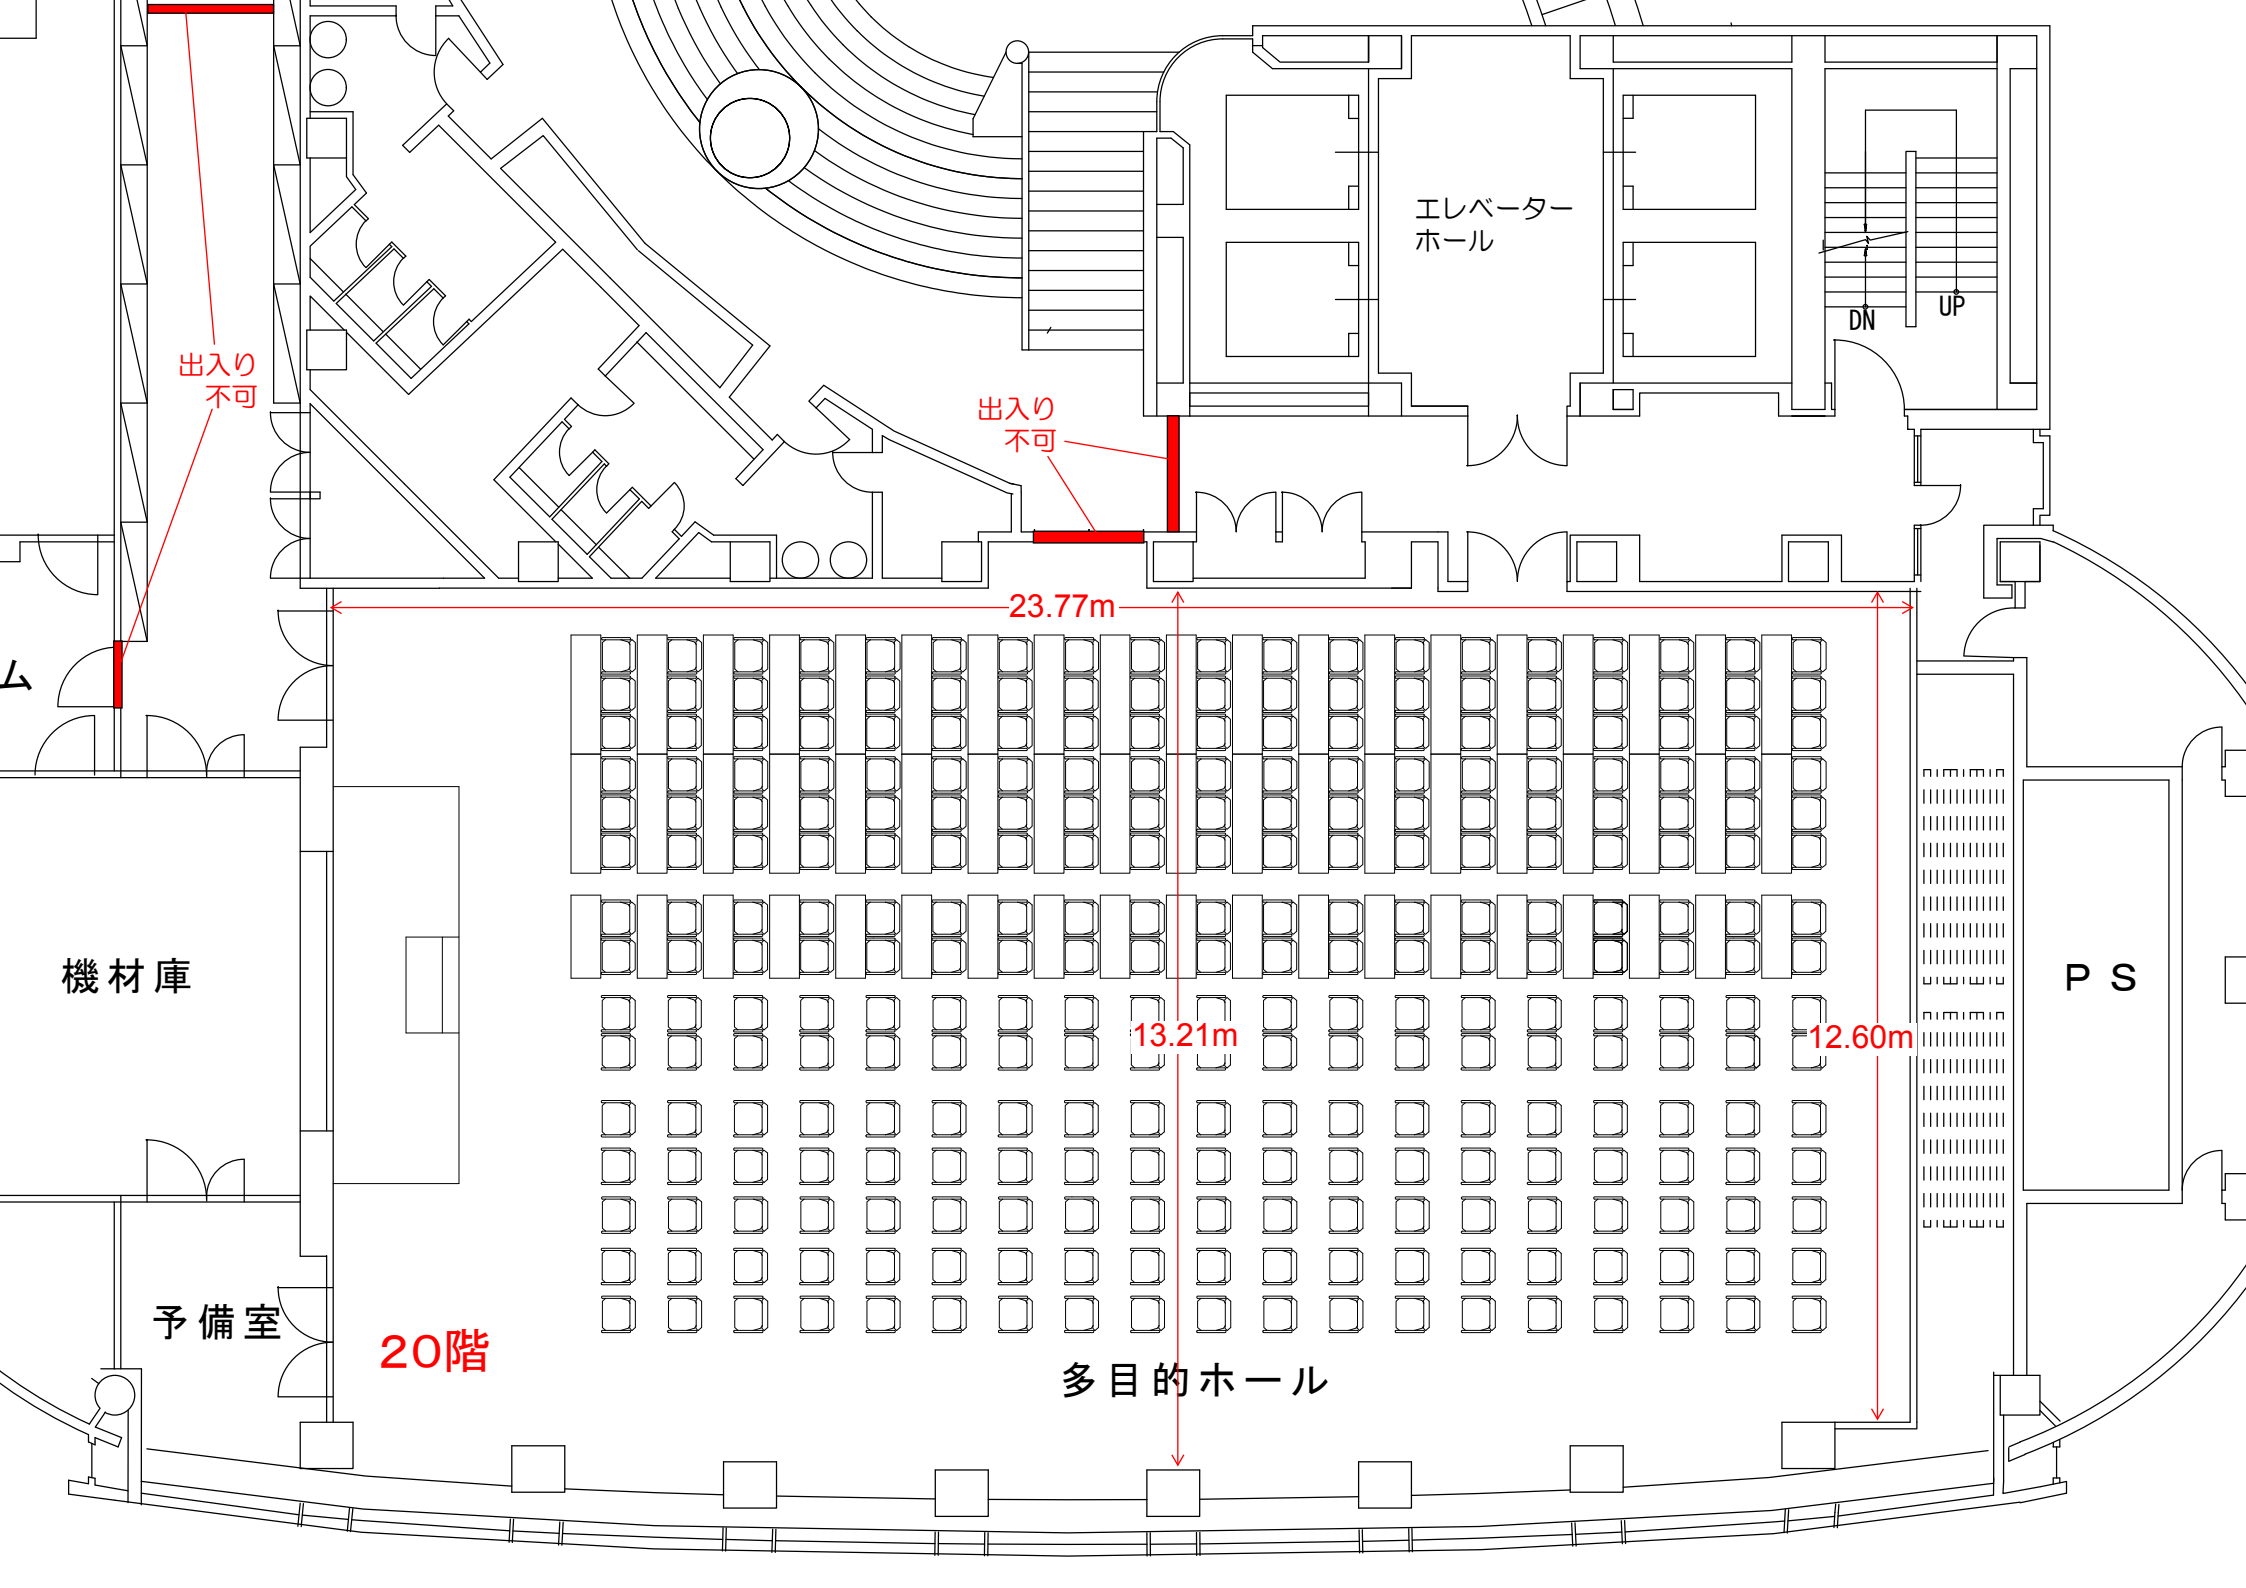 エレベーター
ホール
DN
UP
出入り
不可
出入り
不可
23.77m
ム
機材庫
PS
13.21m
12.60m
予備室
20階
多目的ホール